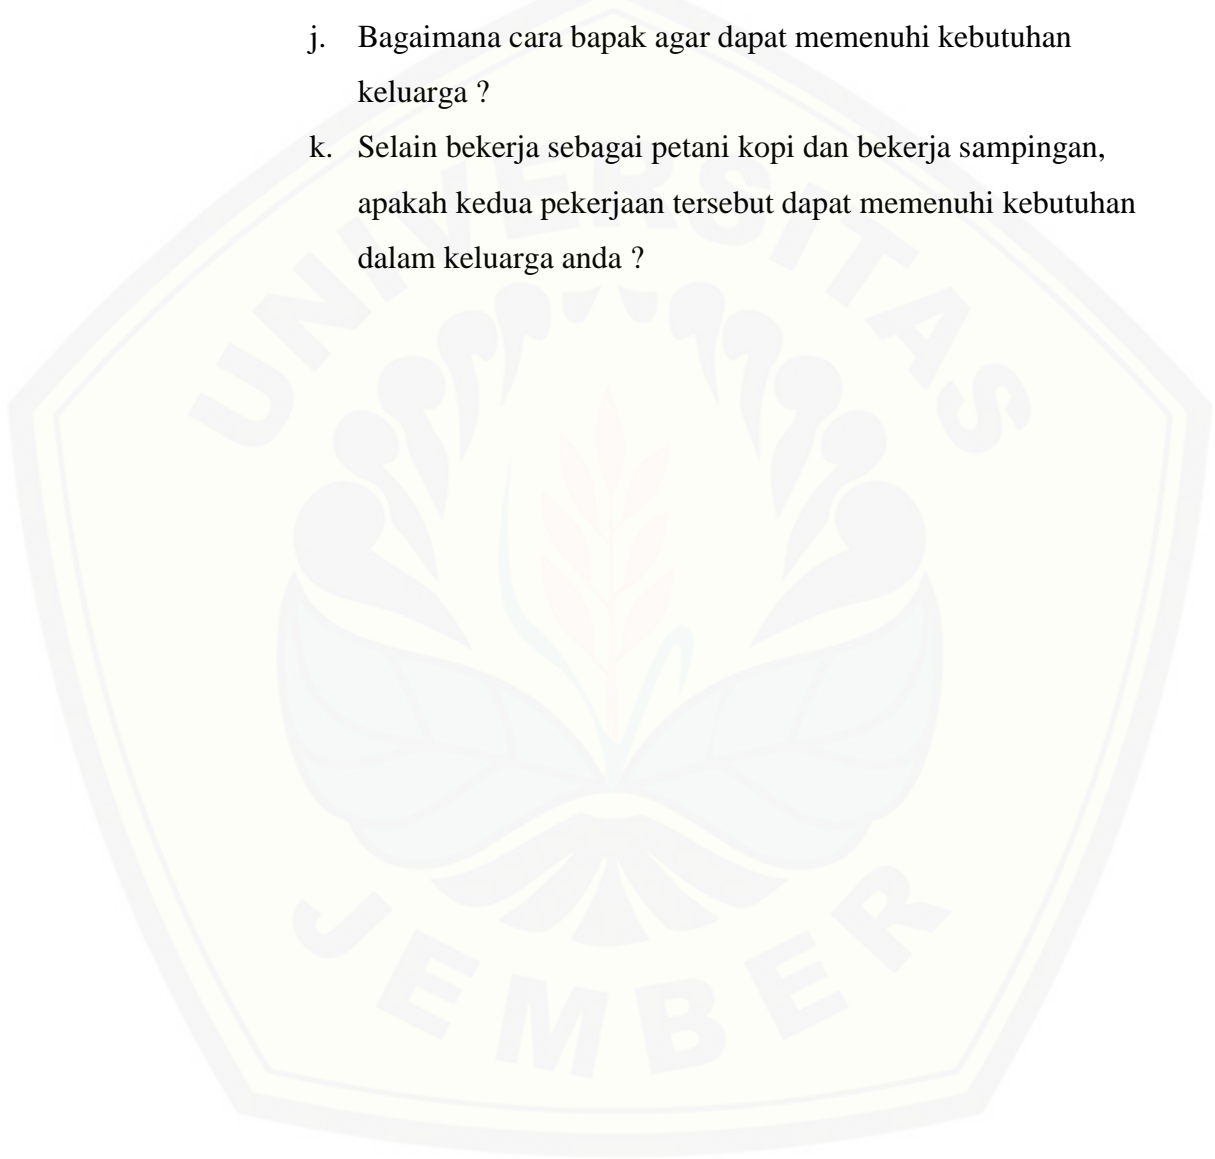 j. Bagaimana cara bapak agar dapat memenuhi kebutuhan
keluarga ?
k. Selain bekerja sebagai petani kopi dan bekerja sampingan,
apakah kedua pekerjaan tersebut dapat memenuhi kebutuhan
dalam keluarga anda ?
UNIVERSITAS
JEMBER